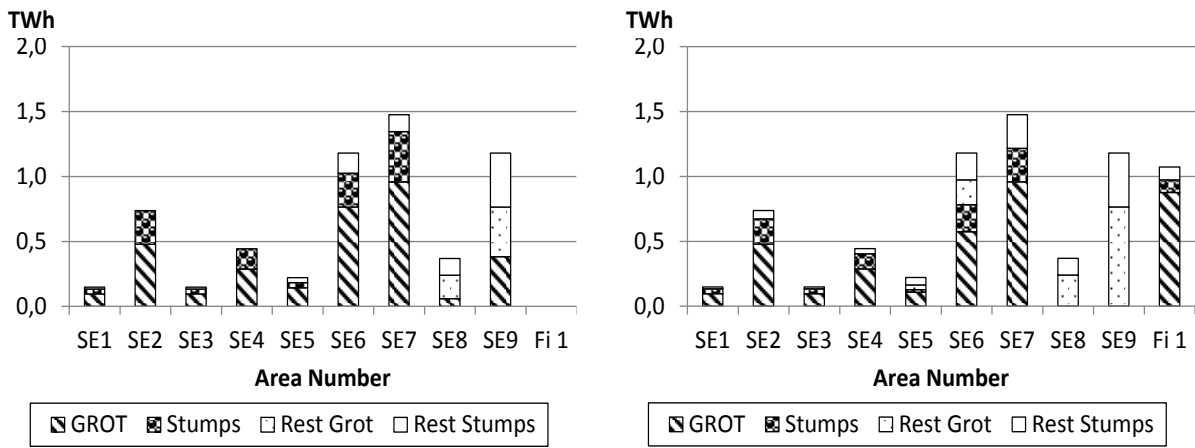 TWh
2,0
1,5
1,0
0,5
0,0
SE1 SE2 SE3 SE4 SE5 SE6 SE7 SE8 SE9 Fi 1
Area Number
GROT Stumps Rest Grot Rest Stumps
TWh
2,0
1,5
1,0
0,5
0,0
SE1 SE2 SE3 SE4 SE5 SE6 SE7 SE8 SE9 Fi 1
Area Number
GROT Stumps Rest Grot Rest Stumps